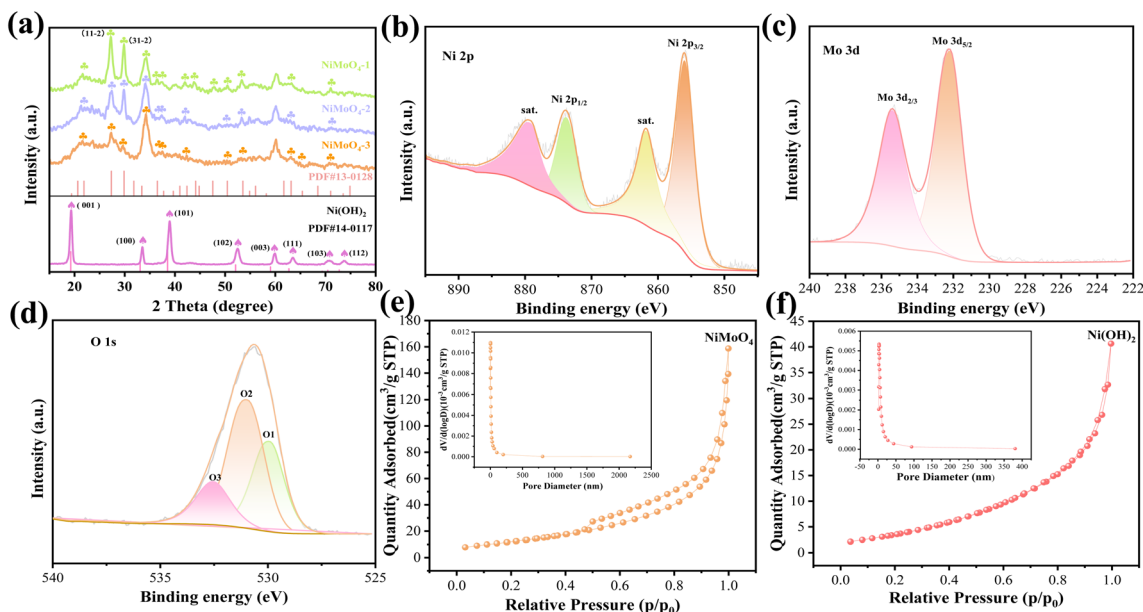 (a)
(11-2)
(31-2)
NiMoO₄-1
NiMoO₄-2
NiMoO₄-3
PDF#13-0128
Ni(OH)₂
PDF#14-0117
(001)
(100)
(101)
(102)
(003)
(111)
(103)
(112)
Intensity (a.u.)
20 30 40 50 60 70 80
2 Theta (degree)
(b)
Ni 2p
sat.
Ni 2p₁/₂
sat.
Ni 2p₃/₂
Intensity (a.u.)
890 880 870 860 850
Binding energy (eV)
(c)
Mo 3d
Mo 3d₂/₃
Mo 3d₅/₂
Intensity (a.u.)
240 238 236 234 232 230 228 226 224 222
Binding energy (eV)
(d)
O 1s
O2
O1
O3
Intensity (a.u.)
540 535 530 525
Binding energy (eV)
(e)
NiMoO₄
Quantity Adsorbed(cm³/g STP)
180
160
140
120
100
80
60
40
20
0
0.0 0.2 0.4 0.6 0.8 1.0
Relative Pressure (p/p₀)
dV/d(logD)(10⁻³cm³/g STP)
0.012
0.010
0.008
0.006
0.004
0.002
0.000
0 500 1000 1500 2000 2500
Pore Diameter (nm)
(f)
Ni(OH)₂
Quantity Adsorbed(cm³/g STP)
45
40
35
30
25
20
15
10
5
0
0.0 0.2 0.4 0.6 0.8 1.0
Relative Pressure (p/p₀)
dV/d(logD)(10⁻³cm³/g STP)
0.006
0.005
0.004
0.003
0.002
0.001
0.000
-50 0 50 100 150 200 250 300 350 400
Pore Diameter (nm)